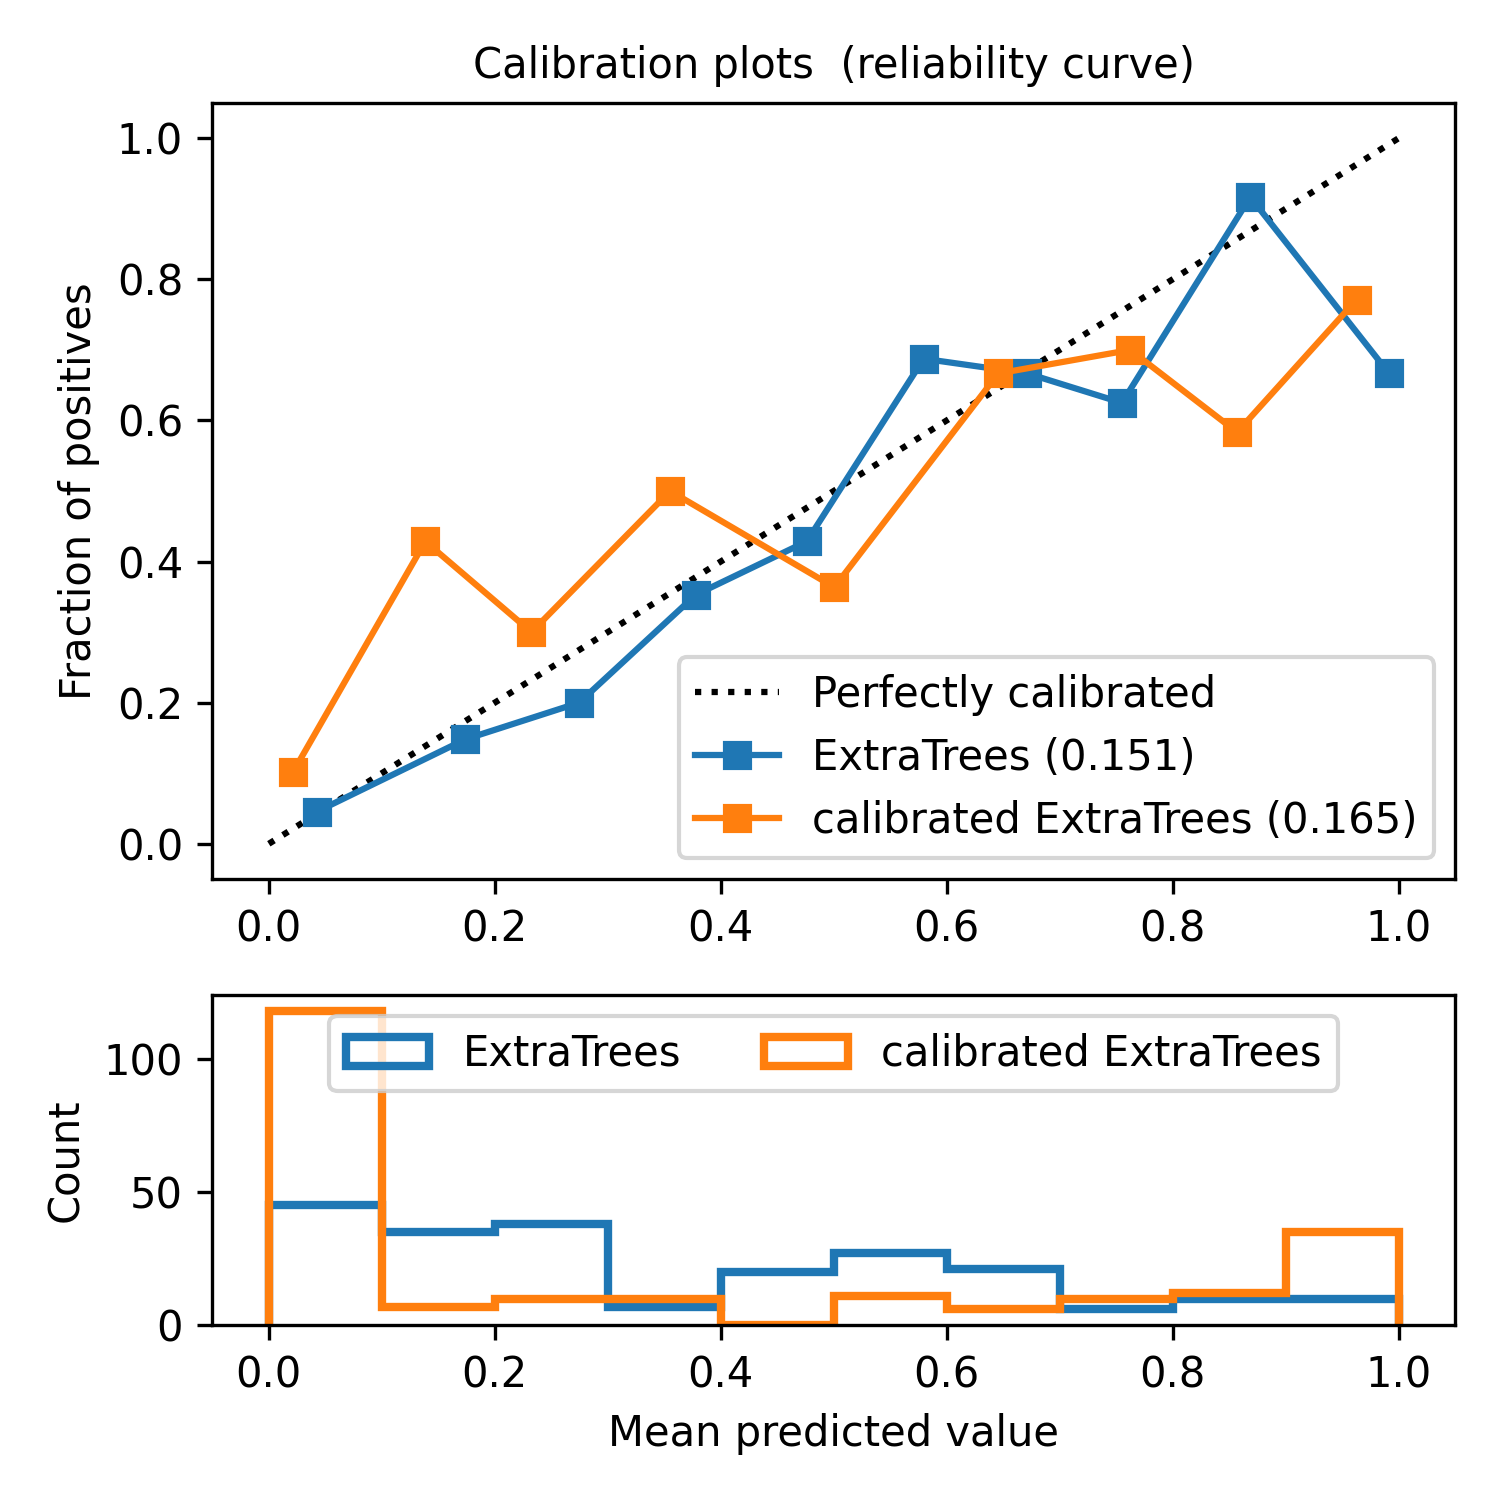 Calibration plots  (reliability curve)
1.0
0.8
0.6
0.4
0.2
0.0
Fraction of positives
Perfectly calibrated
ExtraTrees (0.151)
calibrated ExtraTrees (0.165)
0.0 0.2 0.4 0.6 0.8 1.0
ExtraTrees calibrated ExtraTrees
100
50
0
Count
0.0 0.2 0.4 0.6 0.8 1.0
Mean predicted value